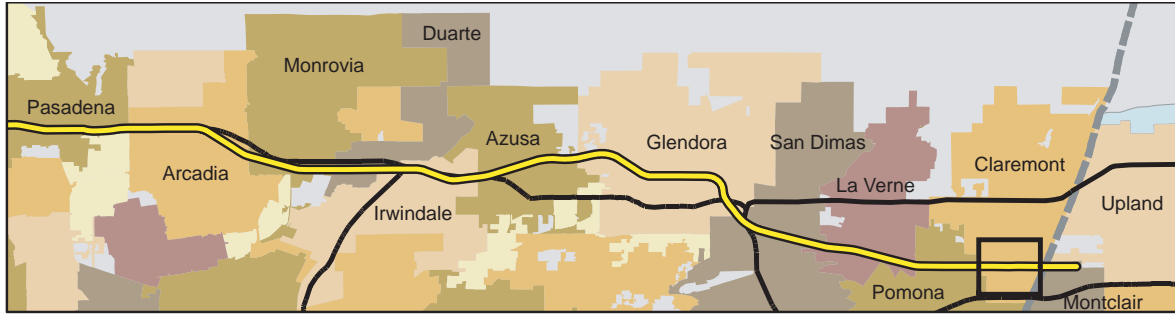 Duarte
Monrovia
Pasadena
Azusa
Glendora
San Dimas
Arcadia
Claremont
La Verne
Irwindale
Upland
Pomona
Montclair